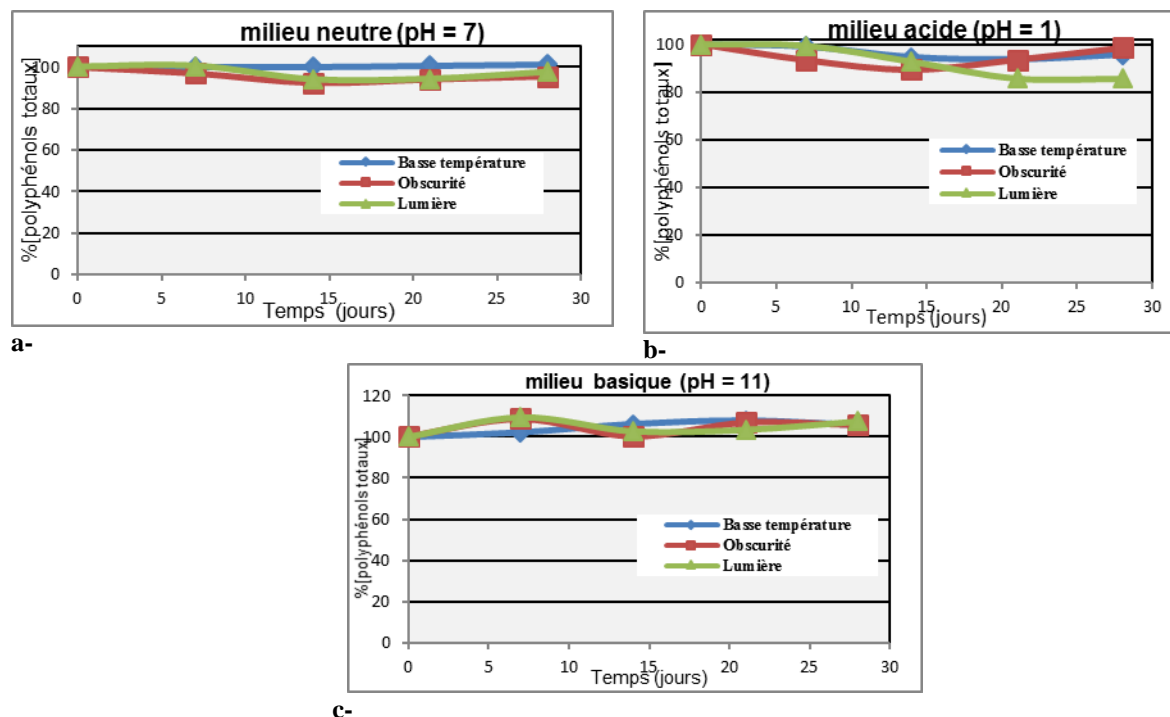 milieu neutre (pH = 7)
%[polyphénols totaux]
100
80
60
40
20
0
0 5 10 15 20 25 30
Temps (jours)
Basse température
Obscurité
Lumière
a-
milieu acide (pH = 1)
%[polyphénols totaux]
100
80
60
40
20
0
0 5 10 15 20 25 30
Temps (jours)
Basse température
Obscurité
Lumière
b-
milieu basique (pH = 11)
%[polyphénols totaux]
120
100
80
60
40
20
0
0 5 10 15 20 25 30
Temps (jours)
Basse température
Obscurité
Lumière
c-